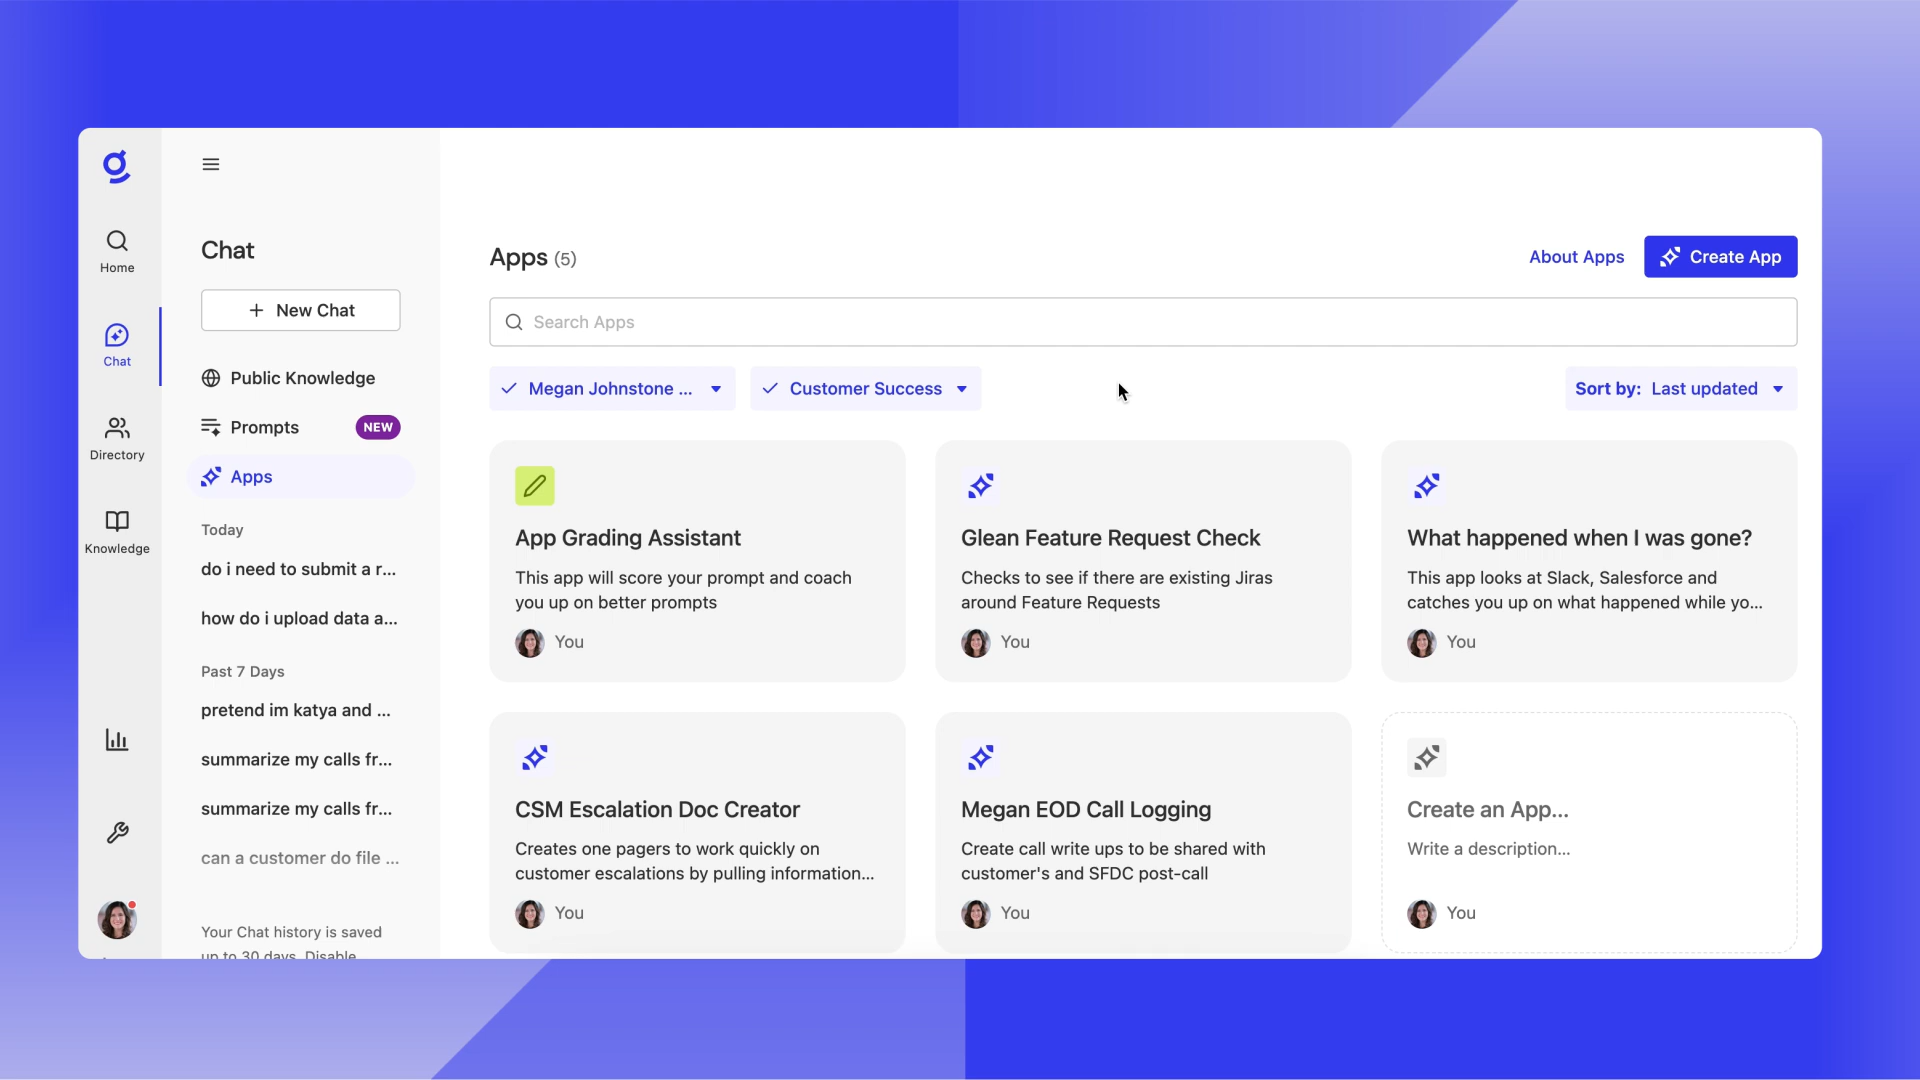 Home
Chat
Directory
Knowledge
Chat
+ New Chat
Public Knowledge
Prompts NEW
Apps
Today
do i need to submit a r...
how do i upload data a...
Past 7 Days
pretend im katya and ...
summarize my calls fr...
summarize my calls fr...
can a customer do file ...
Your Chat history is saved
up to 30 days. Disable
Apps (5)
About Apps
Create App
Search Apps
Megan Johnstone ...
Customer Success
Sort by: Last updated
App Grading Assistant
This app will score your prompt and coach
you up on better prompts
You
Glean Feature Request Check
Checks to see if there are existing Jiras
around Feature Requests
You
What happened when I was gone?
This app looks at Slack, Salesforce and
catches you up on what happened while yo...
You
CSM Escalation Doc Creator
Creates one pagers to work quickly on
customer escalations by pulling information...
You
Megan EOD Call Logging
Create call write ups to be shared with
customer's and SFDC post-call
You
Create an App...
Write a description...
You